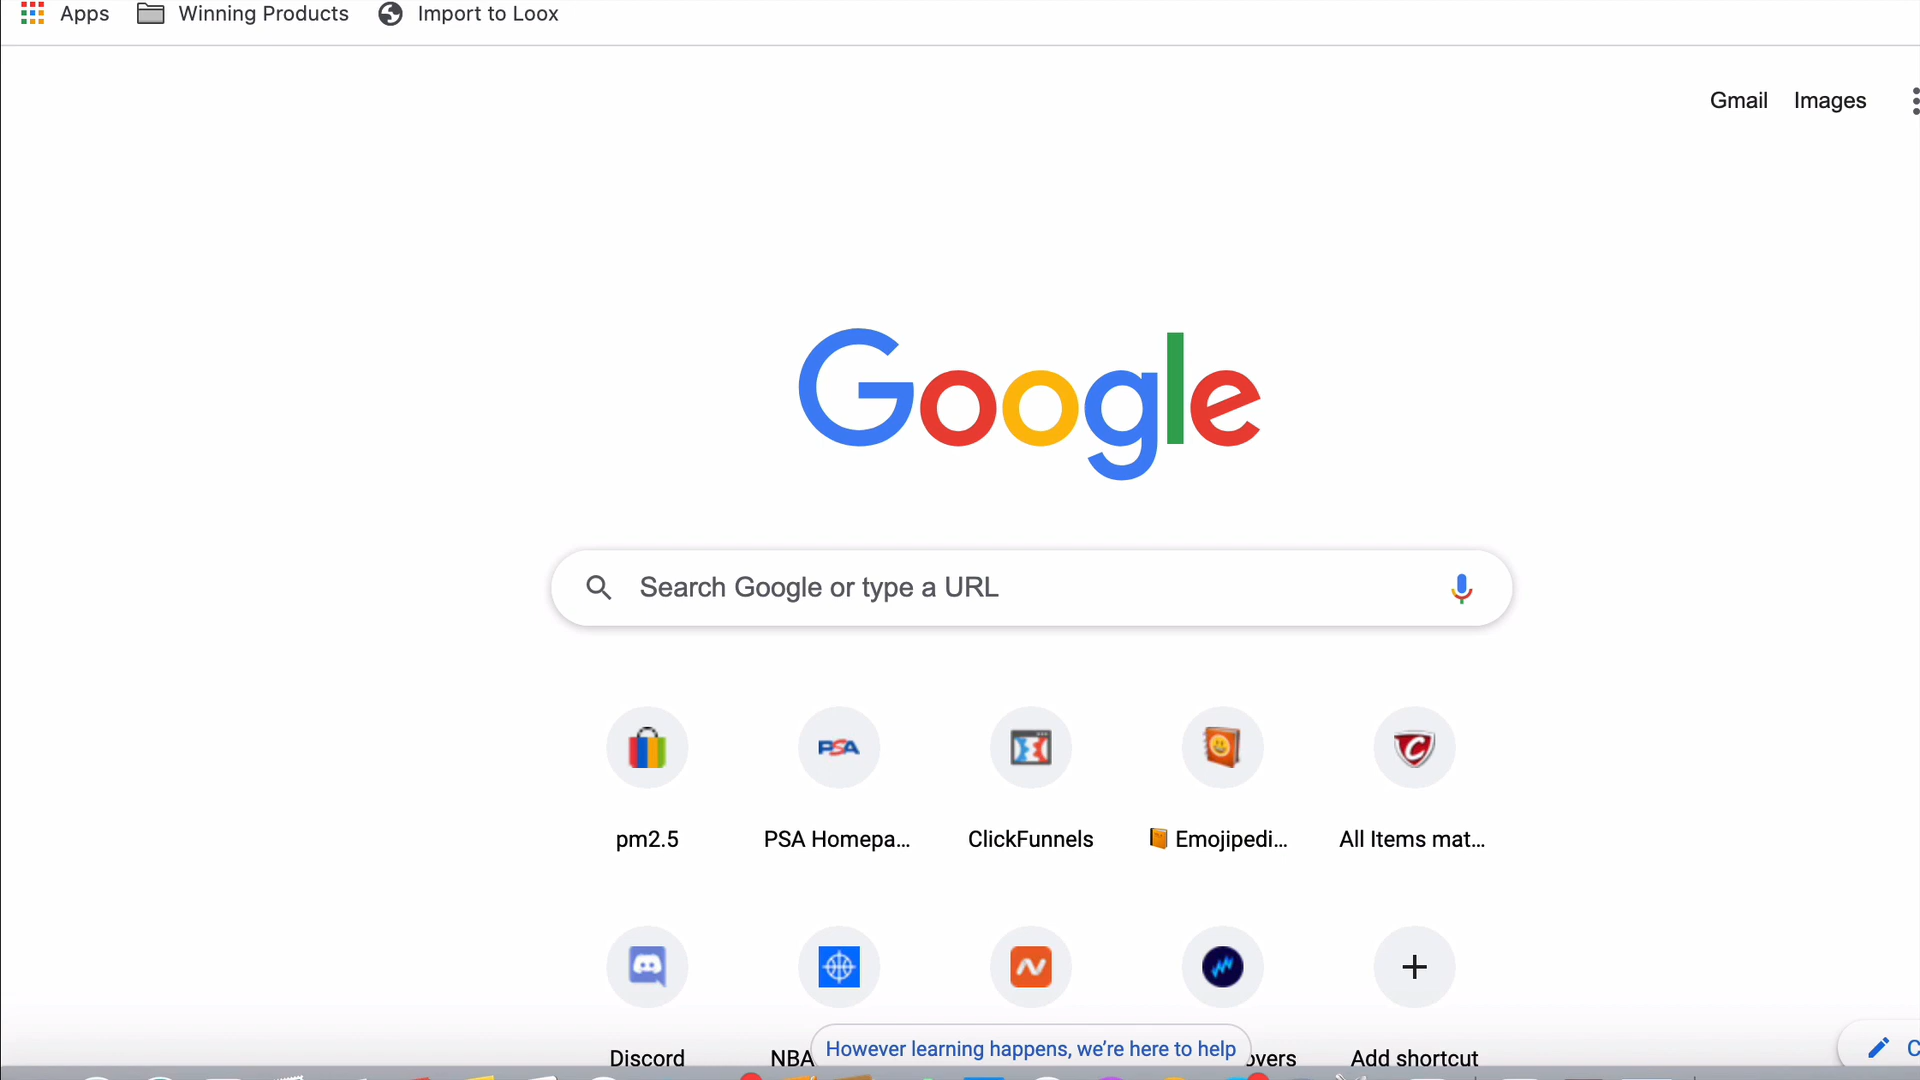 Apps Winning Products Import to Loox
Gmail Images
Google
Search Google or type a URL
PSA
pm2.5 PSA Homepa... ClickFunnels Emojipedi... All Items mat...
Discord NBA overs Add shortcut
However learning happens, we're here to help
C